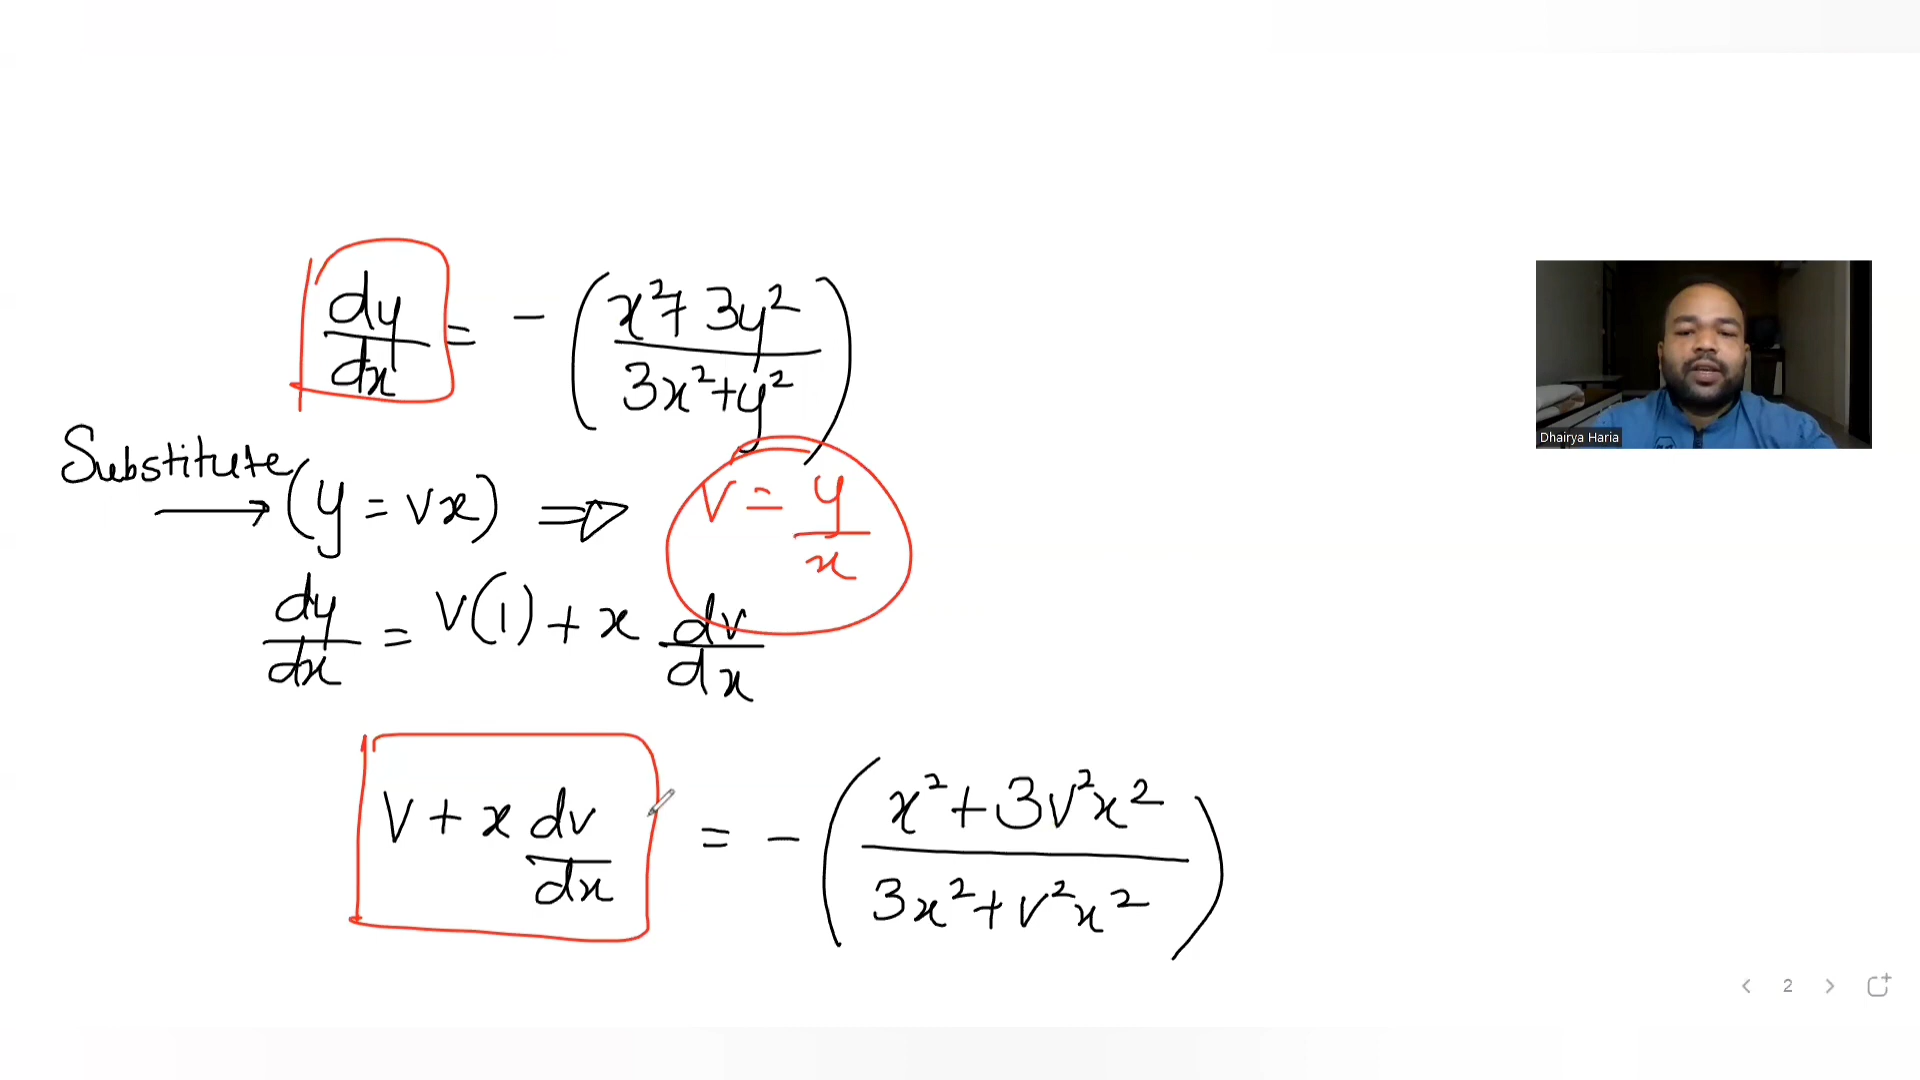 dy/dx = - (x²+3y² / 3x²+y²)
Substitute
→ (y = vx) ⇒ v = y/x
dy/dx = v(1) + x dv/dx
v + x dv/dx = - (x²+3v²x² / 3x²+v²x²)
Dhairya Haria
< 2 >